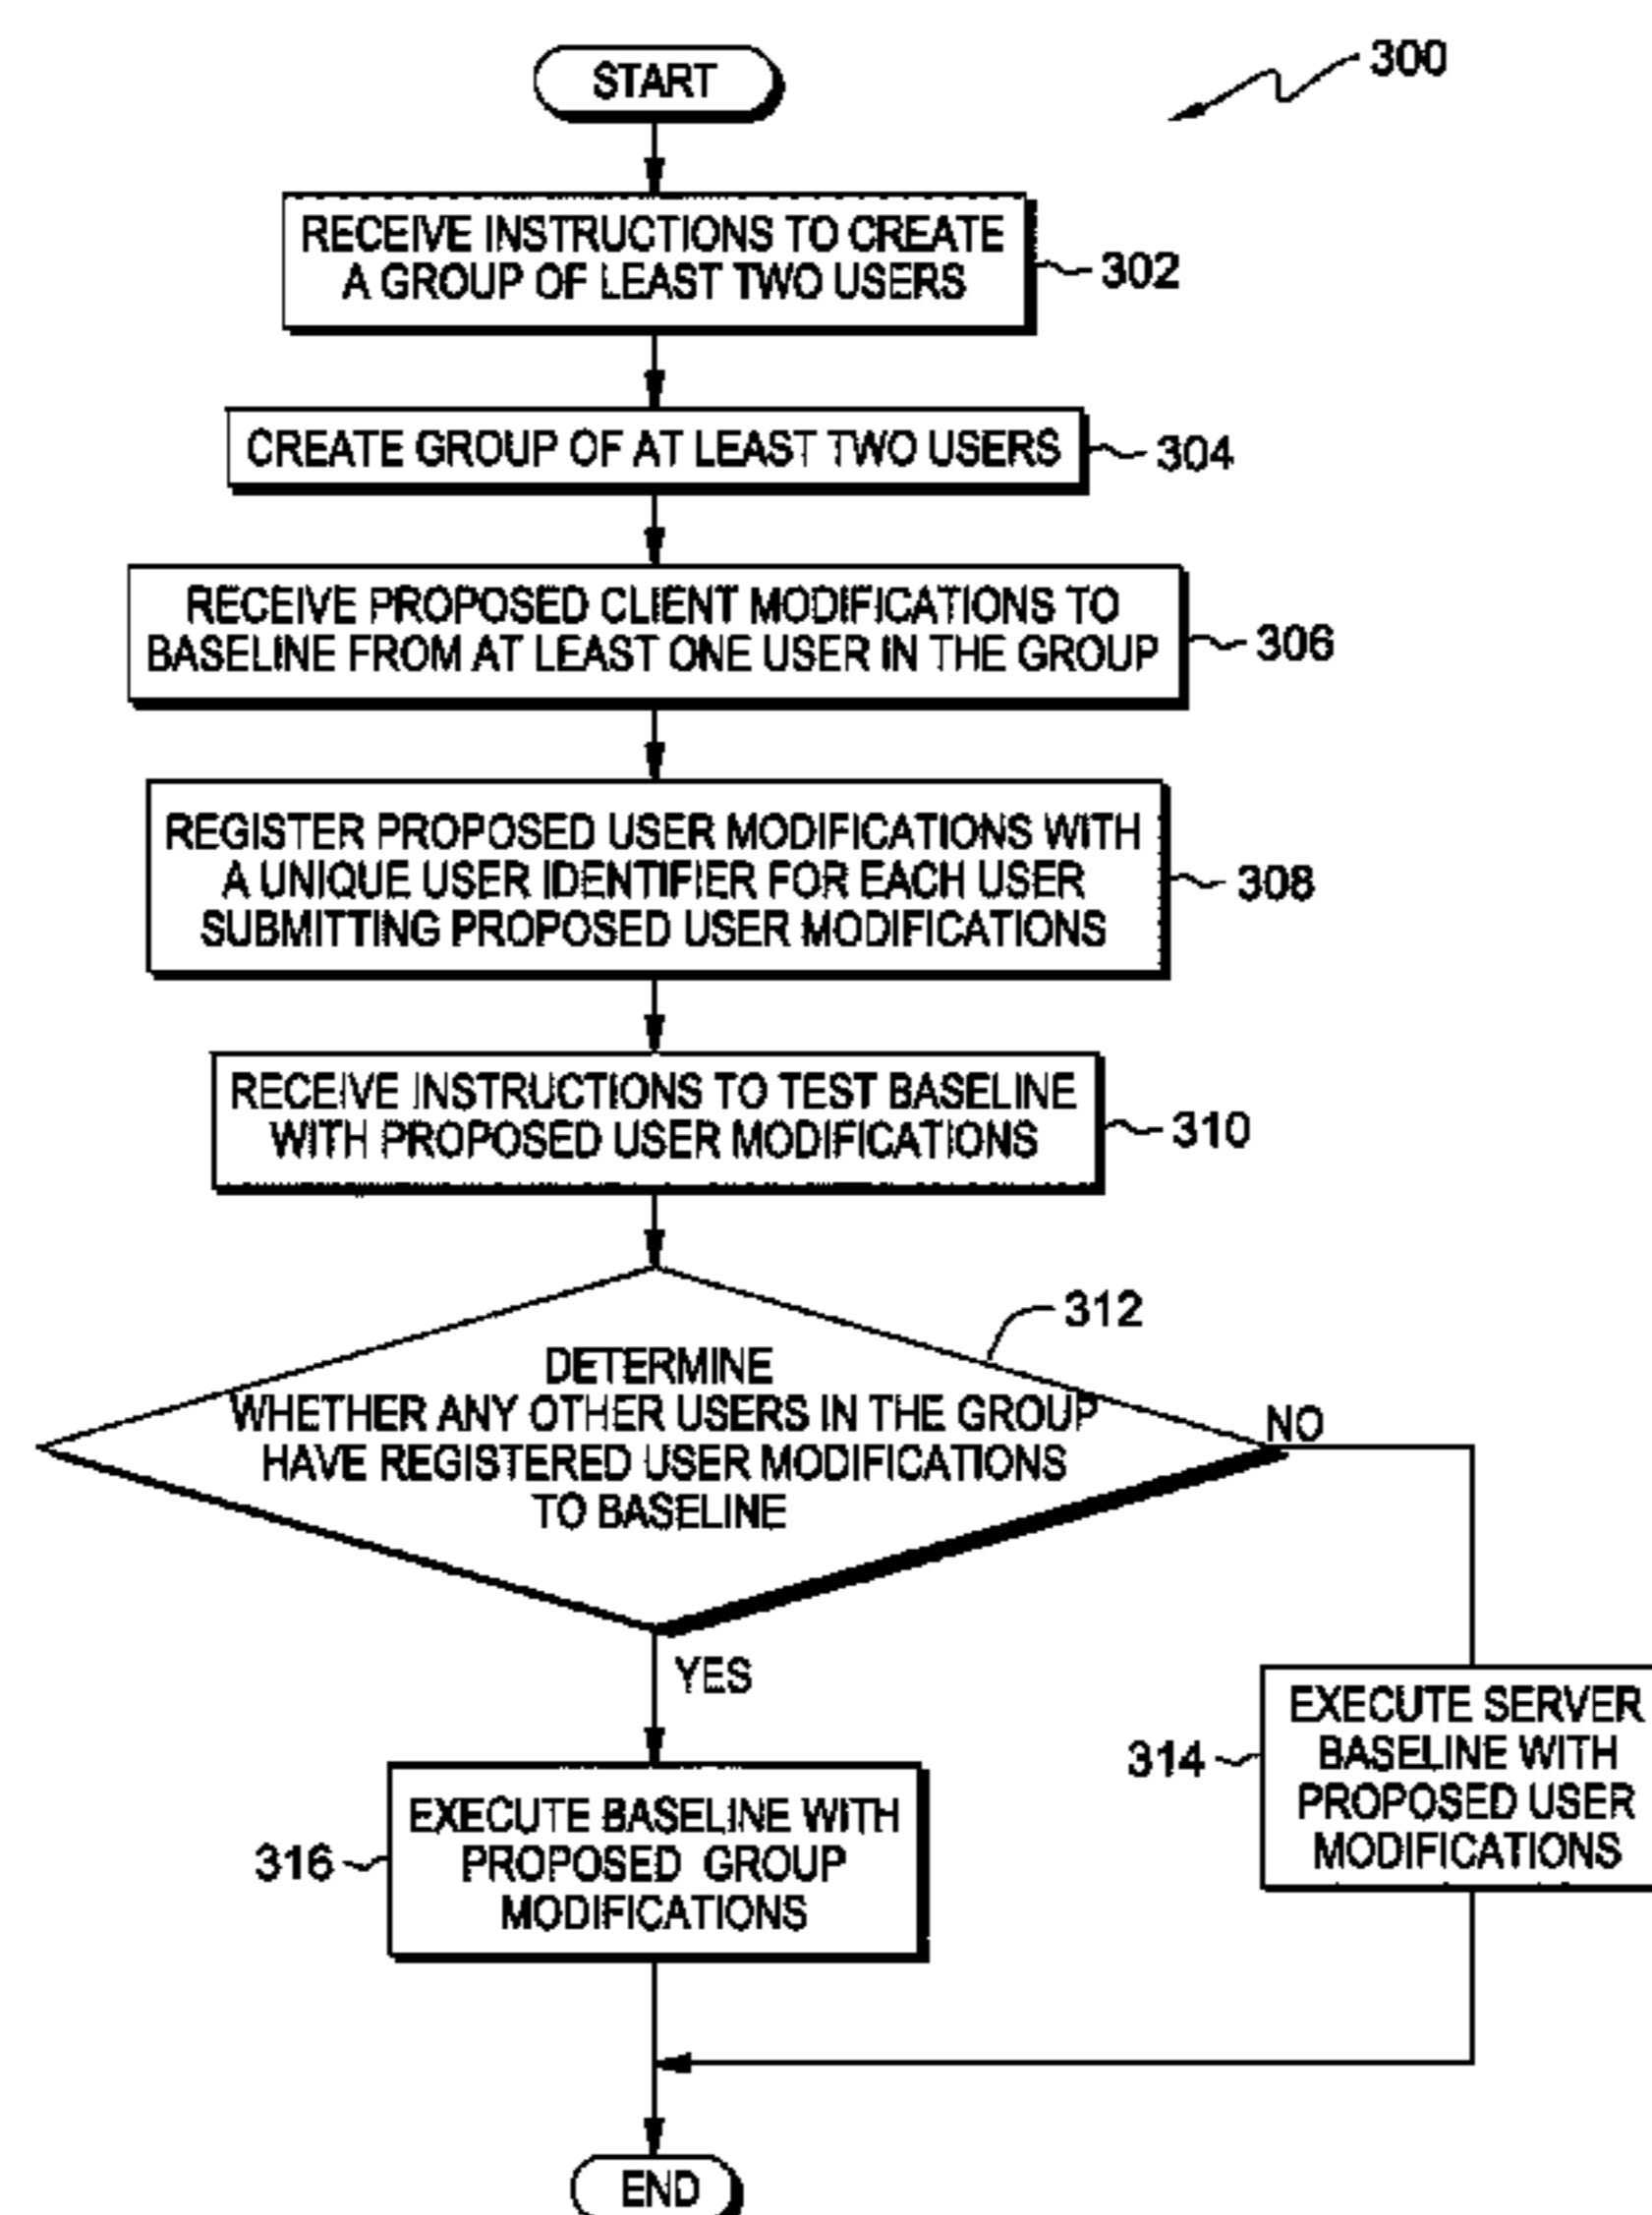 START
300
RECEIVE INSTRUCTIONS TO CREATE
A GROUP OF LEAST TWO USERS
302
CREATE GROUP OF AT LEAST TWO USERS
304
RECEIVE PROPOSED CLIENT MODIFICATIONS TO
BASELINE FROM AT LEAST ONE USER IN THE GROUP
306
REGISTER PROPOSED USER MODIFICATIONS WITH
A UNIQUE USER IDENTIFIER FOR EACH USER
SUBMITTING PROPOSED USER MODIFICATIONS
308
RECEIVE INSTRUCTIONS TO TEST BASELINE
WITH PROPOSED USER MODIFICATIONS
310
312
DETERMINE
WHETHER ANY OTHER USERS IN THE GROUP
HAVE REGISTERED USER MODIFICATIONS
TO BASELINE
NO
YES
EXECUTE SERVER
BASELINE WITH
PROPOSED USER
MODIFICATIONS
314
EXECUTE BASELINE WITH
PROPOSED GROUP
MODIFICATIONS
316
END